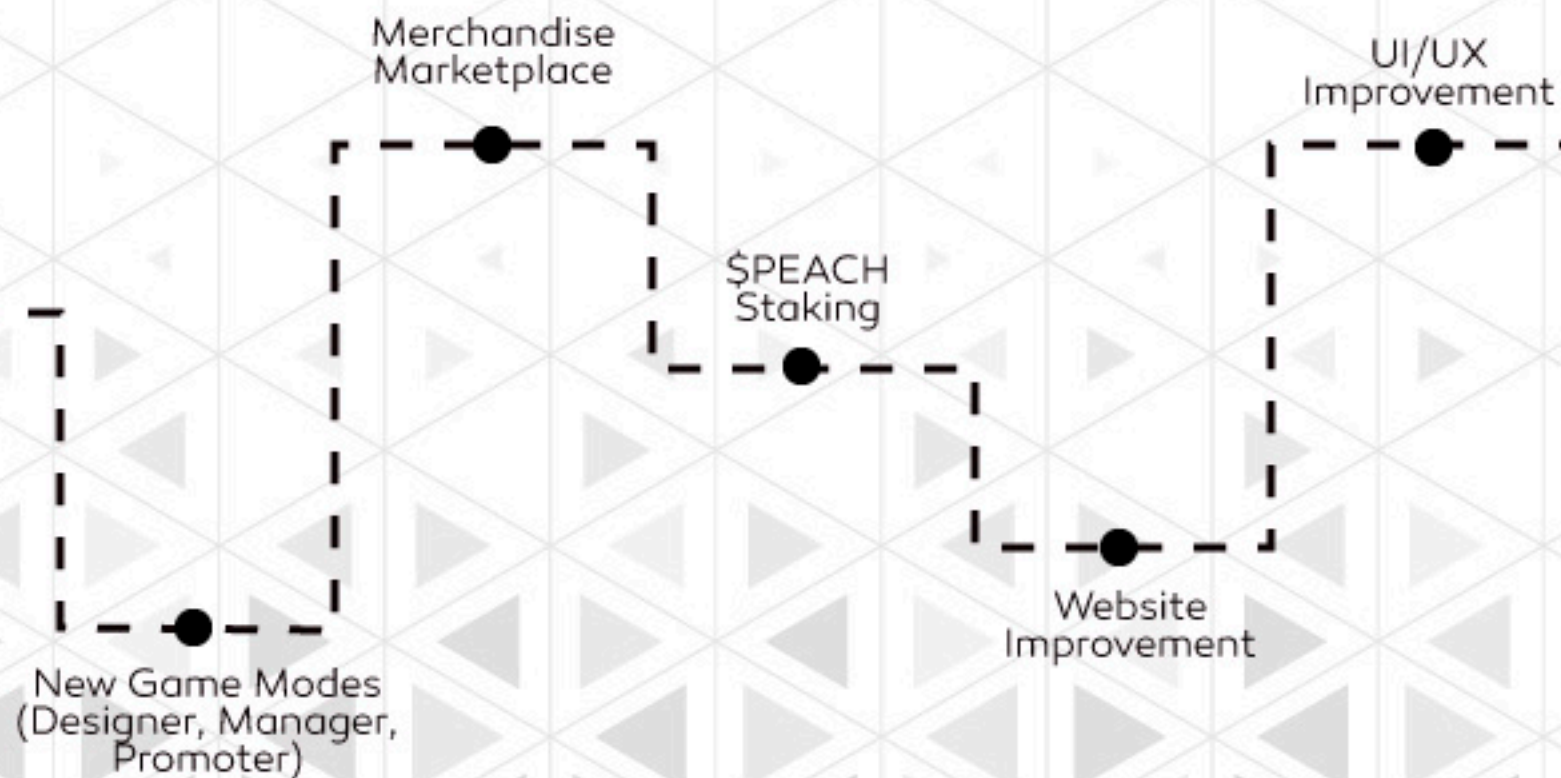 Merchandise
Marketplace
UI/UX
Improvement
$PEACH
Staking
Website
Improvement
New Game Modes
(Designer, Manager,
Promoter)